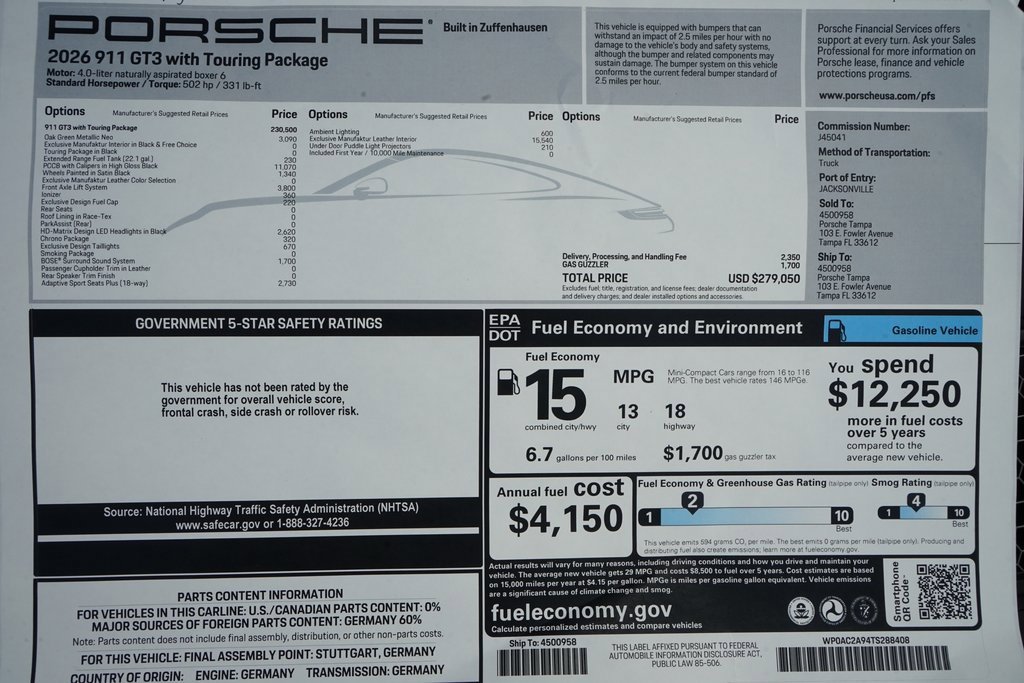 PORSCHE
Built in Zuffenhausen
2026 911 GT3 with Touring Package
Motor: 4.0-liter naturally aspirated boxer 6
Standard Horsepower / Torque: 502 hp / 331 lb-ft
This vehicle is equipped with bumpers that can
withstand an impact of 2.5 miles per hour with no
damage to the vehicle's body and safety systems,
although the bumper and related components may
sustain damage. The bumper system on this vehicle
conforms to the current federal bumper standard of
2.5 miles per hour.
Porsche Financial Services offers
support at every turn. Ask your Sales
Professional for more information on
Porsche lease, finance and vehicle
protections programs.
www.porscheusa.com/pfs
Options Manufacturer's Suggested Retail Prices Price
911 GT3 with Touring Package 230,500
Oak Green Metallic Neo 3,090
Exclusive Manufaktur Interior in Black & Free Choice 0
Touring Package in Black 0
Extended Range Fuel Tank (22.1 gal.) 230
PCCB with Calipers in High Gloss Black 11,070
Wheels Painted in Satin Black 1,340
Exclusive Manufaktur Leather Color Selection 0
Front Axle Lift System 3,800
Ionizer 360
Exclusive Design Fuel Cap 220
Rear Seats 0
Roof Lining in Race-Tex 0
ParkAssist (Rear) 0
HD-Matrix Design LED Headlights in Black 2,620
Chrono Package 320
Exclusive Design Taillights 670
Smoking Package 0
BOSE® Surround Sound System 1,700
Passenger Cupholder Trim in Leather 0
Rear Speaker Trim Finish 0
Adaptive Sport Seats Plus (18-way) 2,730
Options Manufacturer's Suggested Retail Prices Price
Ambient Lighting 600
Exclusive Manufaktur Leather Interior 15,540
Under Door Puddle Light Projectors 210
Included First Year / 10,000 Mile Maintenance 0
Options Manufacturer's Suggested Retail Prices Price
Delivery, Processing, and Handling Fee 2,350
GAS GUZZLER 1,700
TOTAL PRICE USD $279,050
Excludes fuel; title, registration, and license fees; dealer documentation
and delivery charges; and dealer installed options and accessories.
Commission Number:
J45041
Method of Transportation:
Truck
Port of Entry:
JACKSONVILLE
Sold To:
4500958
Porsche Tampa
103 E. Fowler Avenue
Tampa FL 33612
Ship To:
4500958
Porsche Tampa
103 E. Fowler Avenue
Tampa FL 33612
GOVERNMENT 5-STAR SAFETY RATINGS
This vehicle has not been rated by the
government for overall vehicle score,
frontal crash, side crash or rollover risk.
Source: National Highway Traffic Safety Administration (NHTSA)
www.safecar.gov or 1-888-327-4236
PARTS CONTENT INFORMATION
FOR VEHICLES IN THIS CARLINE: U.S./CANADIAN PARTS CONTENT: 0%
MAJOR SOURCES OF FOREIGN PARTS CONTENT: GERMANY 60%
Note: Parts content does not include final assembly, distribution, or other non-parts costs.
FOR THIS VEHICLE: FINAL ASSEMBLY POINT: STUTTGART, GERMANY
COUNTRY OF ORIGIN: ENGINE: GERMANY TRANSMISSION: GERMANY
EPA
DOT
Fuel Economy and Environment
Gasoline Vehicle
Fuel Economy
15
MPG
combined city/hwy
13
city
18
highway
Mini-Compact Cars range from 16 to 116
MPG. The best vehicle rates 146 MPGe.
6.7 gallons per 100 miles
$1,700 gas guzzler tax
You spend
$12,250
more in fuel costs
over 5 years
compared to the
average new vehicle.
Annual fuel cost
$4,150
Fuel Economy & Greenhouse Gas Rating (tailpipe only)
1
2
10
Best
Smog Rating (tailpipe only)
1
4
10
Best
This vehicle emits 594 grams CO2 per mile. The best emits 0 grams per mile (tailpipe only). Producing and
distributing fuel also create emissions; learn more at fueleconomy.gov.
Actual results will vary for many reasons, including driving conditions and how you drive and maintain your
vehicle. The average new vehicle gets 29 MPG and costs $8,500 to fuel over 5 years. Cost estimates are based
on 15,000 miles per year at $4.15 per gallon. MPGe is miles per gasoline gallon equivalent. Vehicle emissions
are a significant cause of climate change and smog.
fueleconomy.gov
Calculate personalized estimates and compare vehicles
Smartphone
QR Code™
Ship To: 4500958
THIS LABEL AFFIXED PURSUANT TO FEDERAL
AUTOMOBILE INFORMATION DISCLOSURE ACT,
PUBLIC LAW 85-506.
WP0AC2A94TS288408